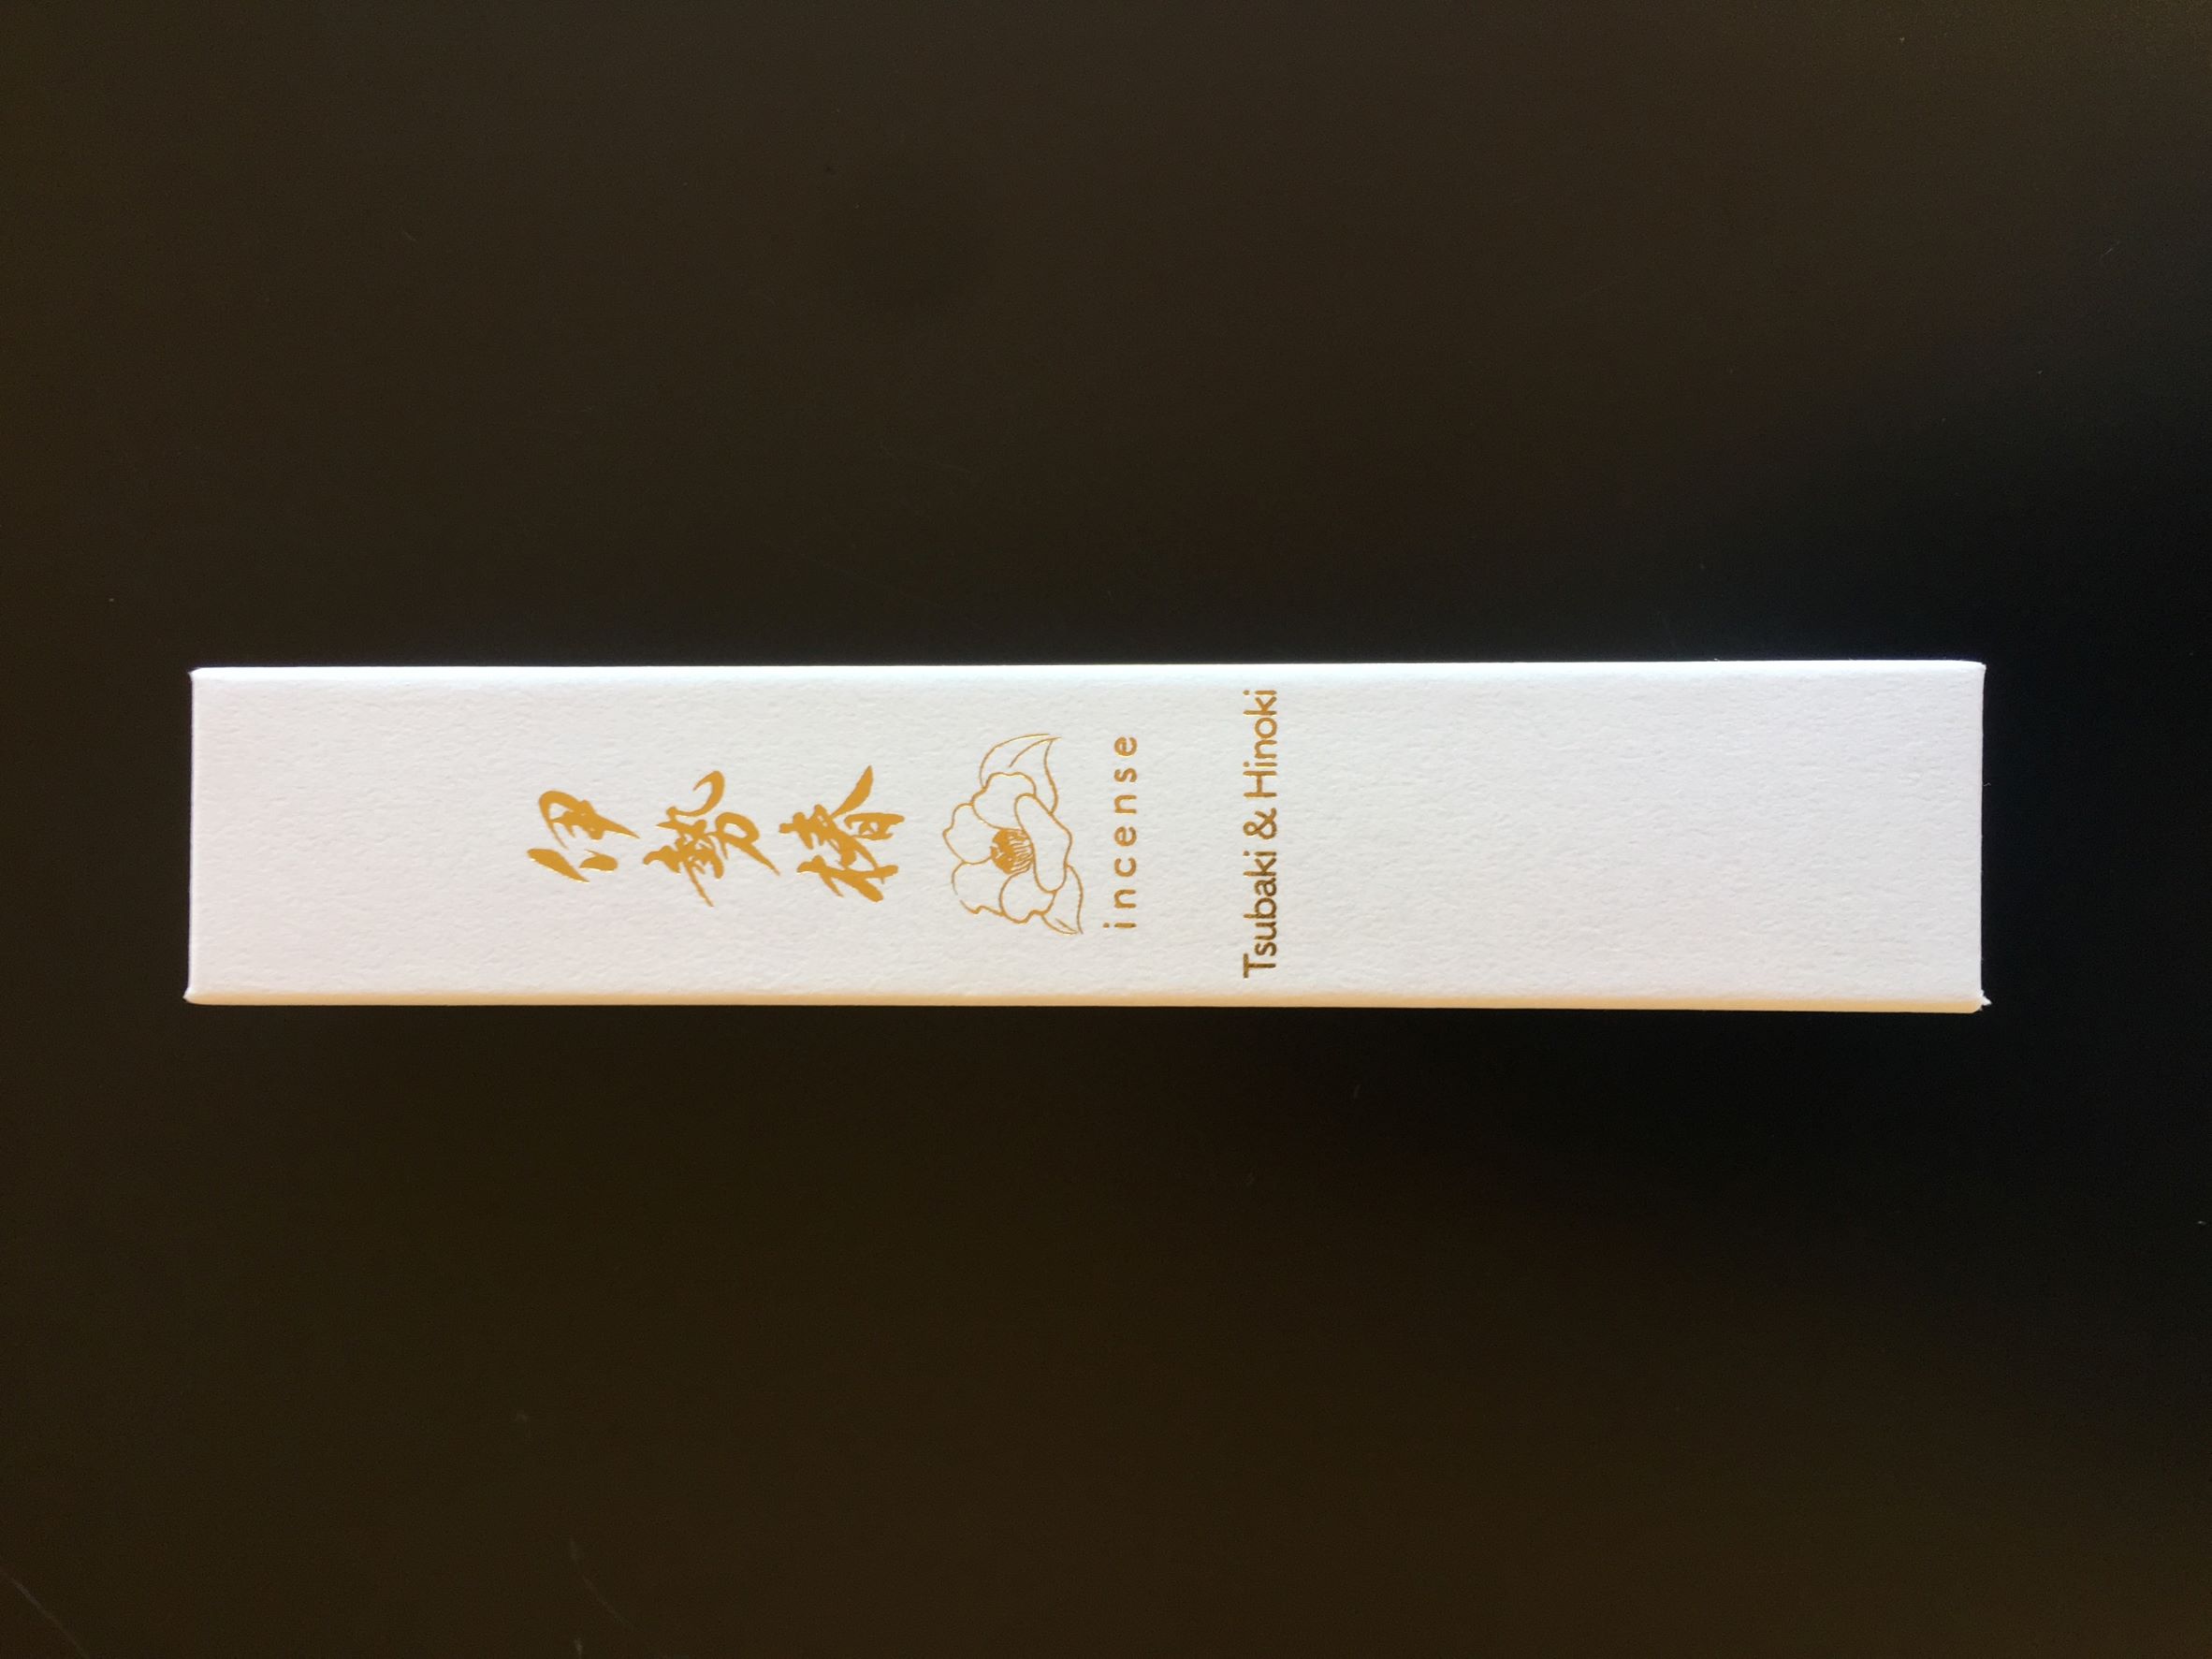 伊勢椿
incense
Tsubaki & Hinoki